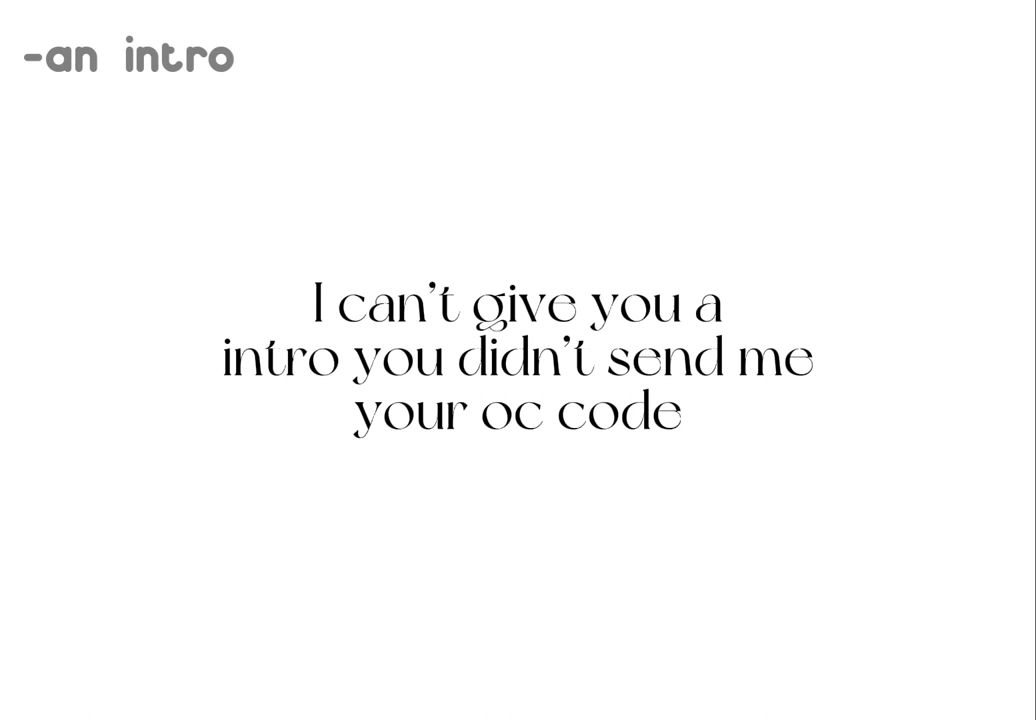 -an intro
I can't give you a
intro you didn't send me
your oc code